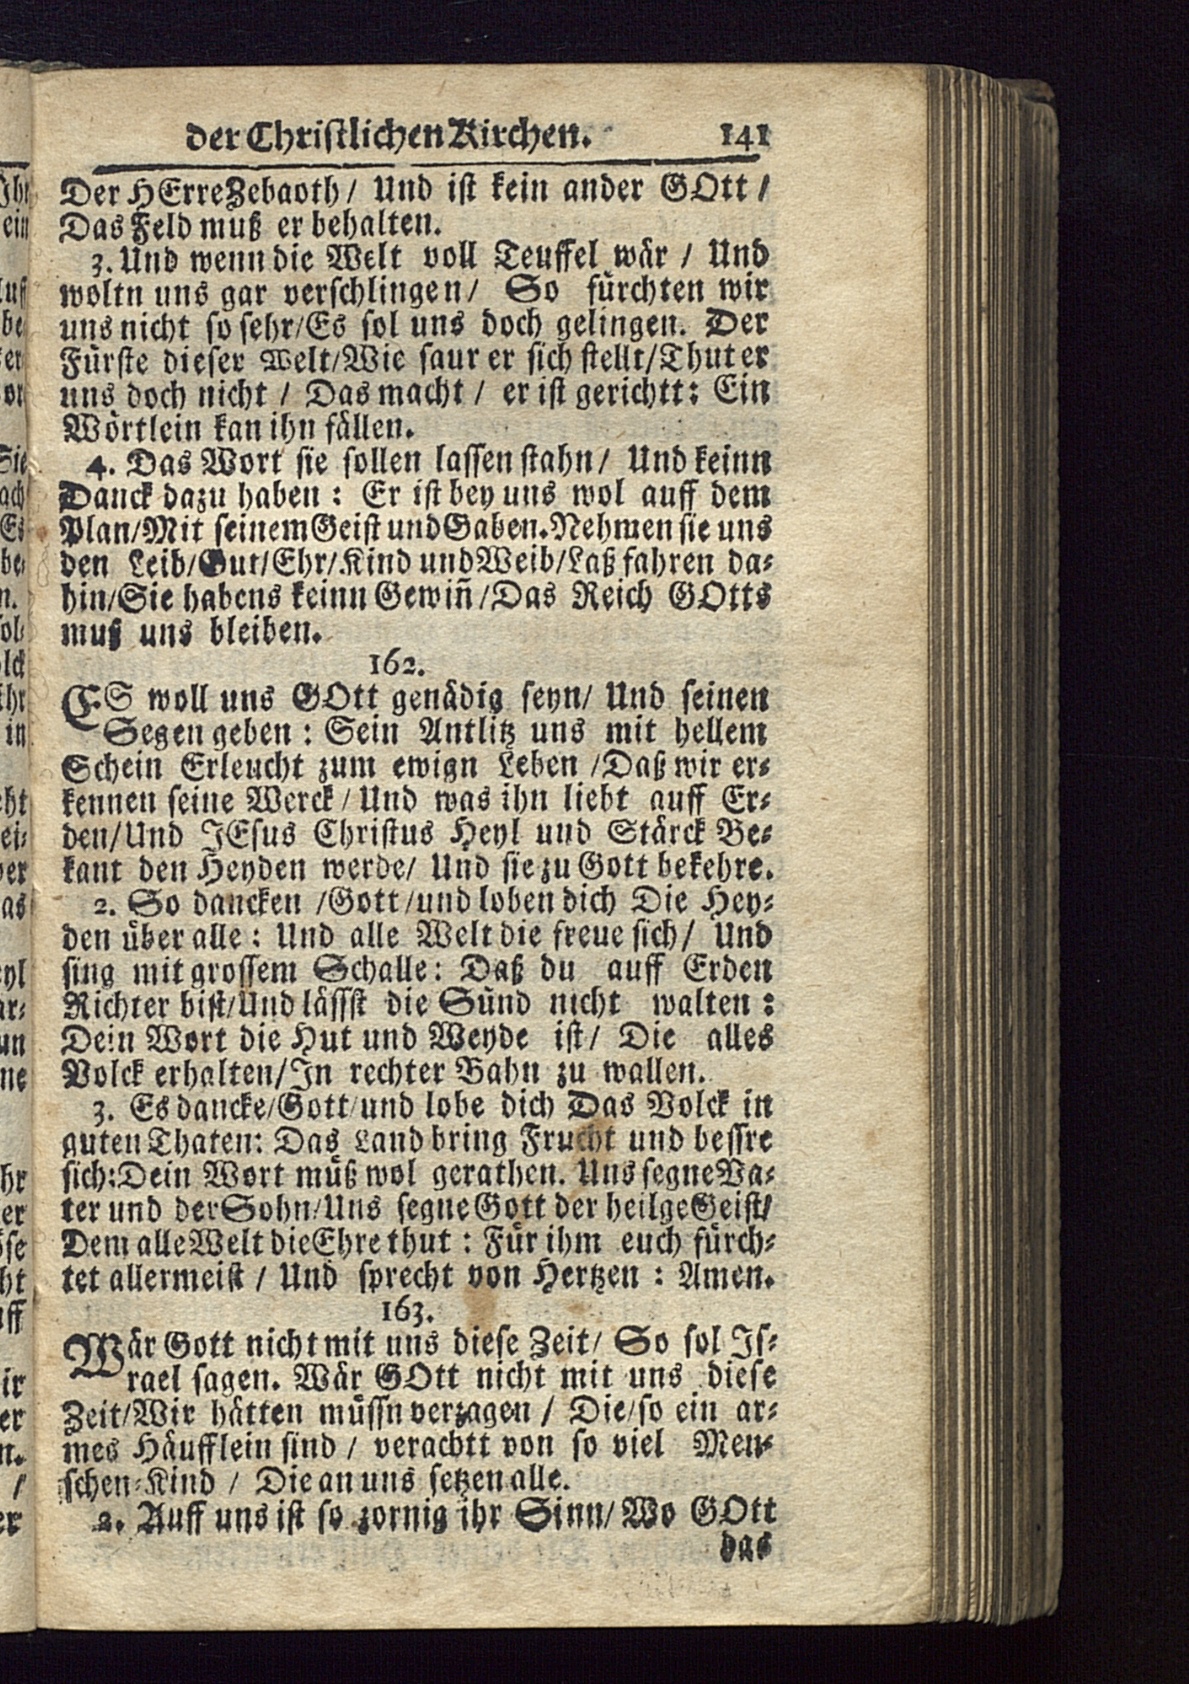 der Christlichen Kirchen. 141
Der HErre Zebaoth/ Und ist kein ander GOtt /
Das Feld muß er behalten.
3. Und wenn die Welt voll Teuffel wär / Und
woltn uns gar verschlingen/ So fürchten wir
uns nicht so sehr/Es sol uns doch gelingen. Der
Fürste dieser Welt/Wie saur er sich stellt/Thut er
uns doch nicht / Das macht / er ist gerichtt: Ein
Wörtlein kan ihn fällen.
4. Das Wort sie sollen lassen stahn/ Und keinn
Danck dazu haben : Er ist bey uns wol auff dem
Plan/Mit seinem Geist und Gaben. Nehmen sie uns
den Leib/Gut/Ehr/Kind und Weib/Laß fahren da-
hin/Sie habens keinn Gewiñ/Das Reich GOtts
muß uns bleiben.
162.
ES woll uns GOtt genädig seyn/ Und seinen
Segen geben : Sein Antlitz uns mit hellem
Schein Erleucht zum ewign Leben /Daß wir er-
kennen seine Werck/Und was ihn liebt auff Er-
den/Und JEsus Christus Heyl und Stärck Be-
kant den Heyden werde/ Und sie zu Gott bekehre.
2. So dancken /Gott/und loben dich Die Hey-
den über alle : Und alle Welt die freue sich/ Und
sing mit grossem Schalle: Daß du auff Erden
Richter bist/Und lässst die Sünd nicht walten :
Dein Wort die Hut und Weyde ist/ Die alles
Volck erhalten/In rechter Bahn zu wallen.
3. Es dancke/Gott/und lobe dich Das Volck in
guten Thaten: Das Land bring Frucht und bessre
sich: Dein Wort müß wol gerathen. Uns segne Va-
ter und der Sohn/Uns segne Gott der heilge Geist/
Dem alle Welt die Ehre thut : Für ihm euch fürch-
tet allermeist / Und sprecht von Hertzen : Amen.
163.
Wär Gott nicht mit uns diese Zeit/ So sol Is-
rael sagen. Wär GOtt nicht mit uns diese
Zeit/Wir hätten müssn verzagen / Die/so ein ar-
mes Häufflein sind / verachtt von so viel Men-
schen-Kind / Die an uns setzen alle.
2. Auff uns ist so zornig ihr Sinn/ Wo GOtt
das